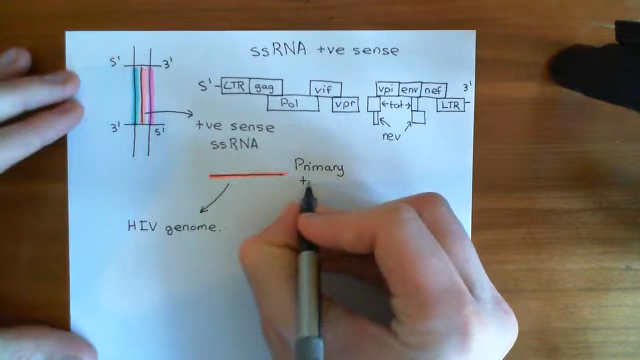 ssRNA +ve sense
5' 3'
5' LTR gag vif vpi env nef 3'
Pol vpr tat LTR
rev
3' 5'
+ve sense
ssRNA
Primary
+
HIV genome..